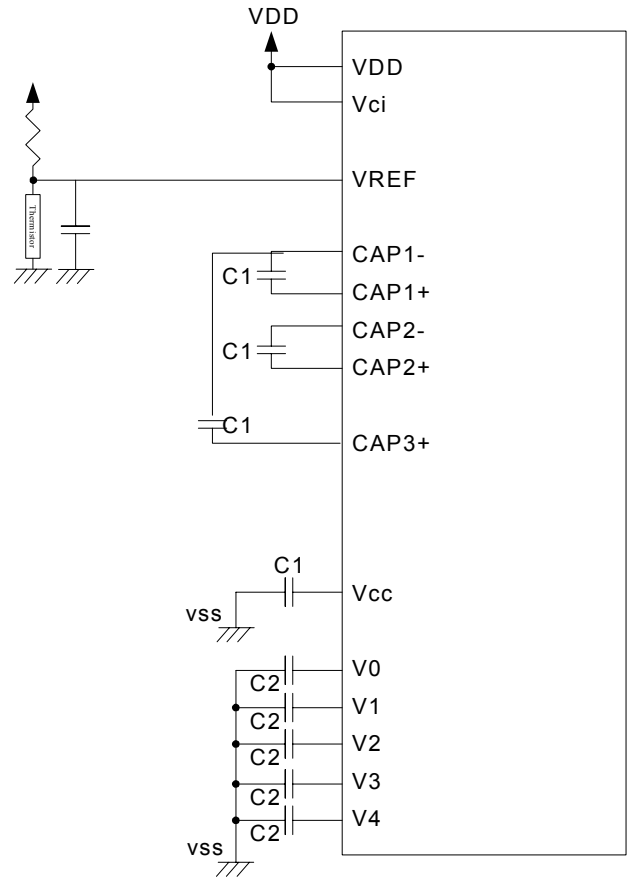 VDD
VDD
Vci
VREF
Thermistor
CAP1-
C1
CAP1+
CAP2-
C1
CAP2+
C1
CAP3+
C1
Vcc
vss
V0
C2
V1
C2
V2
C2
V3
C2
V4
C2
vss